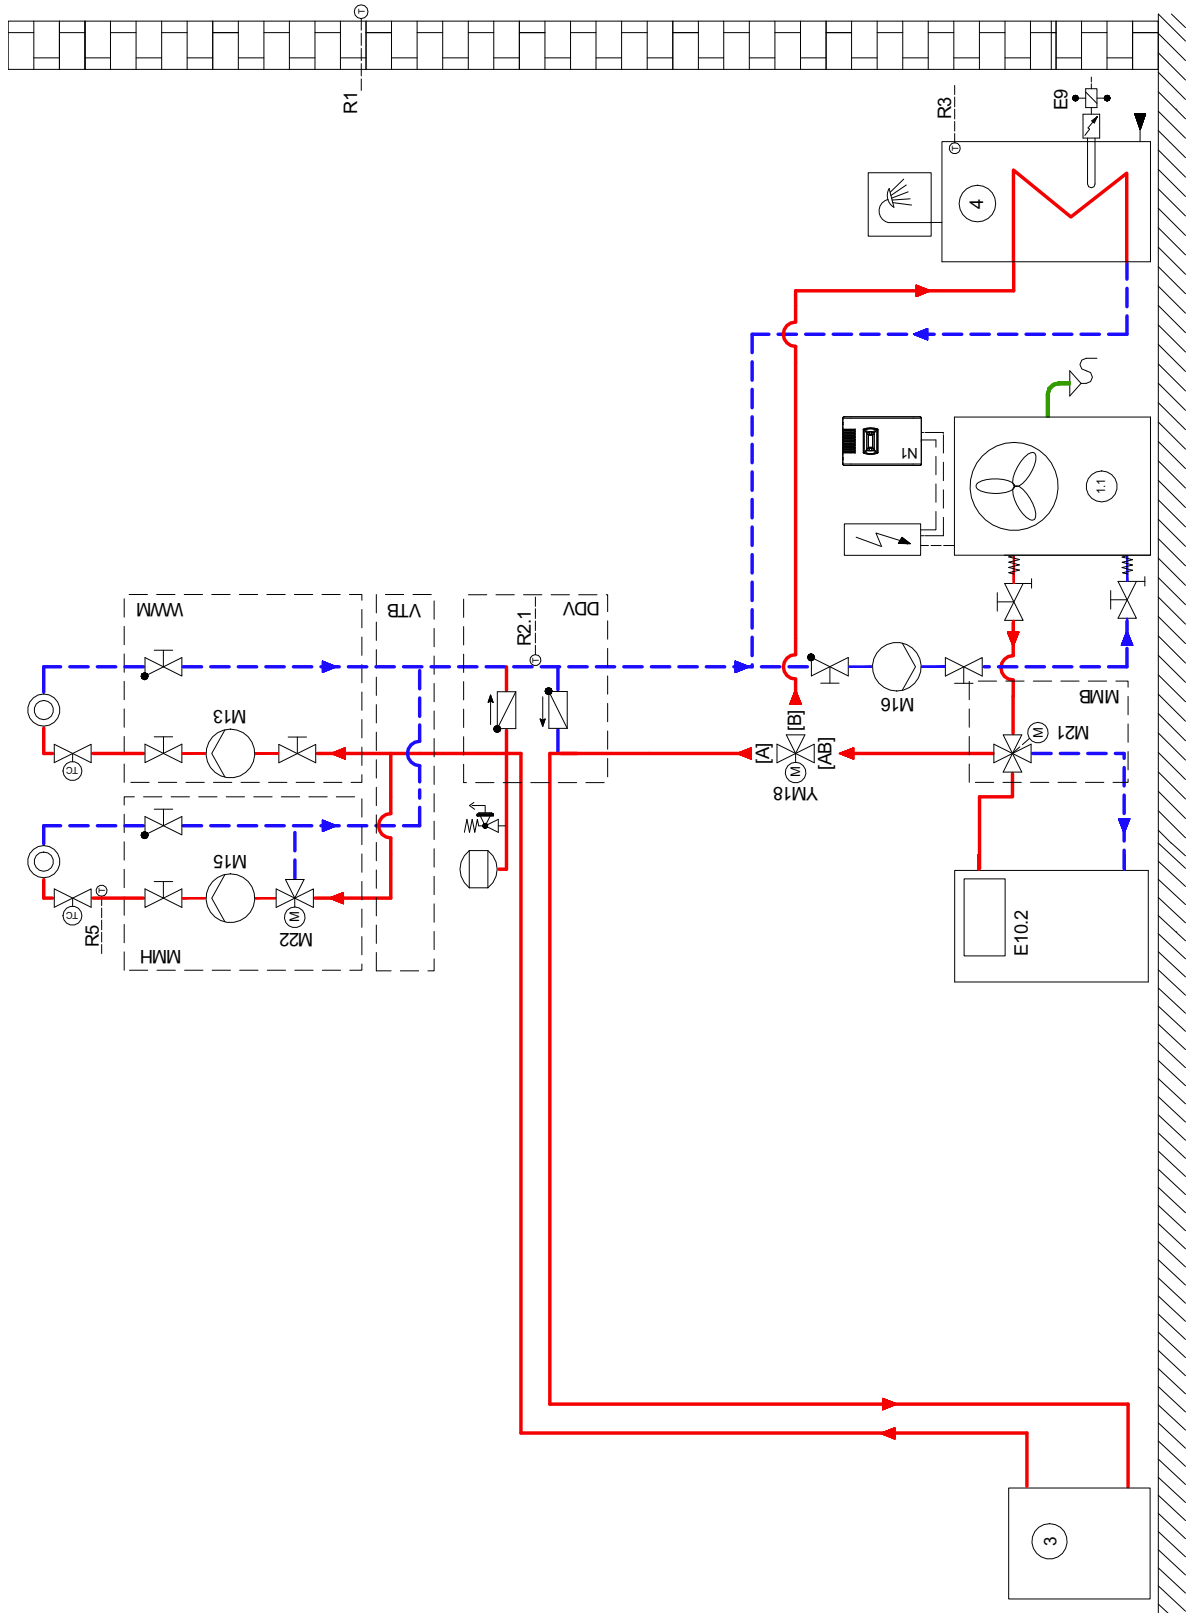 T
R1
R3
T
E9
4
N1
1.1
WWM
VTB
DDV
R2.1
T
M13
TC
M16
MMB
[B]
[A]
M
YM18
[AB]
M21
M
M15
T
TC
R5
M22
M
MMH
E10.2
3